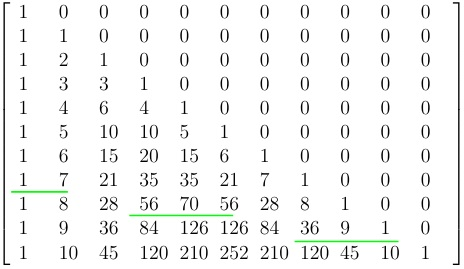 1 0 0 0 0 0 0 0 0 0 0
1 1 0 0 0 0 0 0 0 0 0
1 2 1 0 0 0 0 0 0 0 0
1 3 3 1 0 0 0 0 0 0 0
1 4 6 4 1 0 0 0 0 0 0
1 5 10 10 5 1 0 0 0 0 0
1 6 15 20 15 6 1 0 0 0 0
1 7 21 35 35 21 7 1 0 0 0
1 8 28 56 70 56 28 8 1 0 0
1 9 36 84 126 126 84 36 9 1 0
1 10 45 120 210 252 210 120 45 10 1